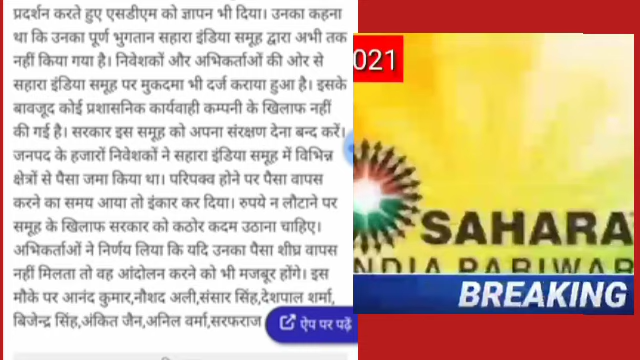 प्रदर्शन करते हुए एसडीएम को ज्ञापन भी दिया। उनका कहना
था कि उनका पूर्ण भुगतान सहारा इंडिया समूह द्वारा अभी तक
नहीं किया गया है। निवेशकों और अभिकर्ताओं की ओर से
सहारा इंडिया समूह पर मुकदमा भी दर्ज कराया हुआ है। इसके
बावजूद कोई प्रशासनिक कार्यवाही कम्पनी के खिलाफ नहीं
की गई है। सरकार इस समूह को अपना संरक्षण देना बन्द करें।
जनपद के हजारों निवेशकों ने सहारा इंडिया समूह में विभिन्न
क्षेत्रों से पैसा जमा किया था। परिपक्व होने पर पैसा वापस
करने का समय आया तो इंकार कर दिया। रुपये न लौटाने पर
समूह के खिलाफ सरकार को कठोर कदम उठाना चाहिए।
अभिकर्ताओं ने निर्णय लिया कि यदि उनका पैसा शीघ्र वापस
नहीं मिलता तो वह आंदोलन करने को भी मजबूर होंगे। इस
मौके पर आनंद कुमार,नौशद अली,संसार सिंह,देशपाल शर्मा,
बिजेन्द्र सिंह,अंकित जैन,अनिल वर्मा,सरफराज
ऐप पर पढ़ें
021
SAHARA
INDIA PARIWAR
BREAKING